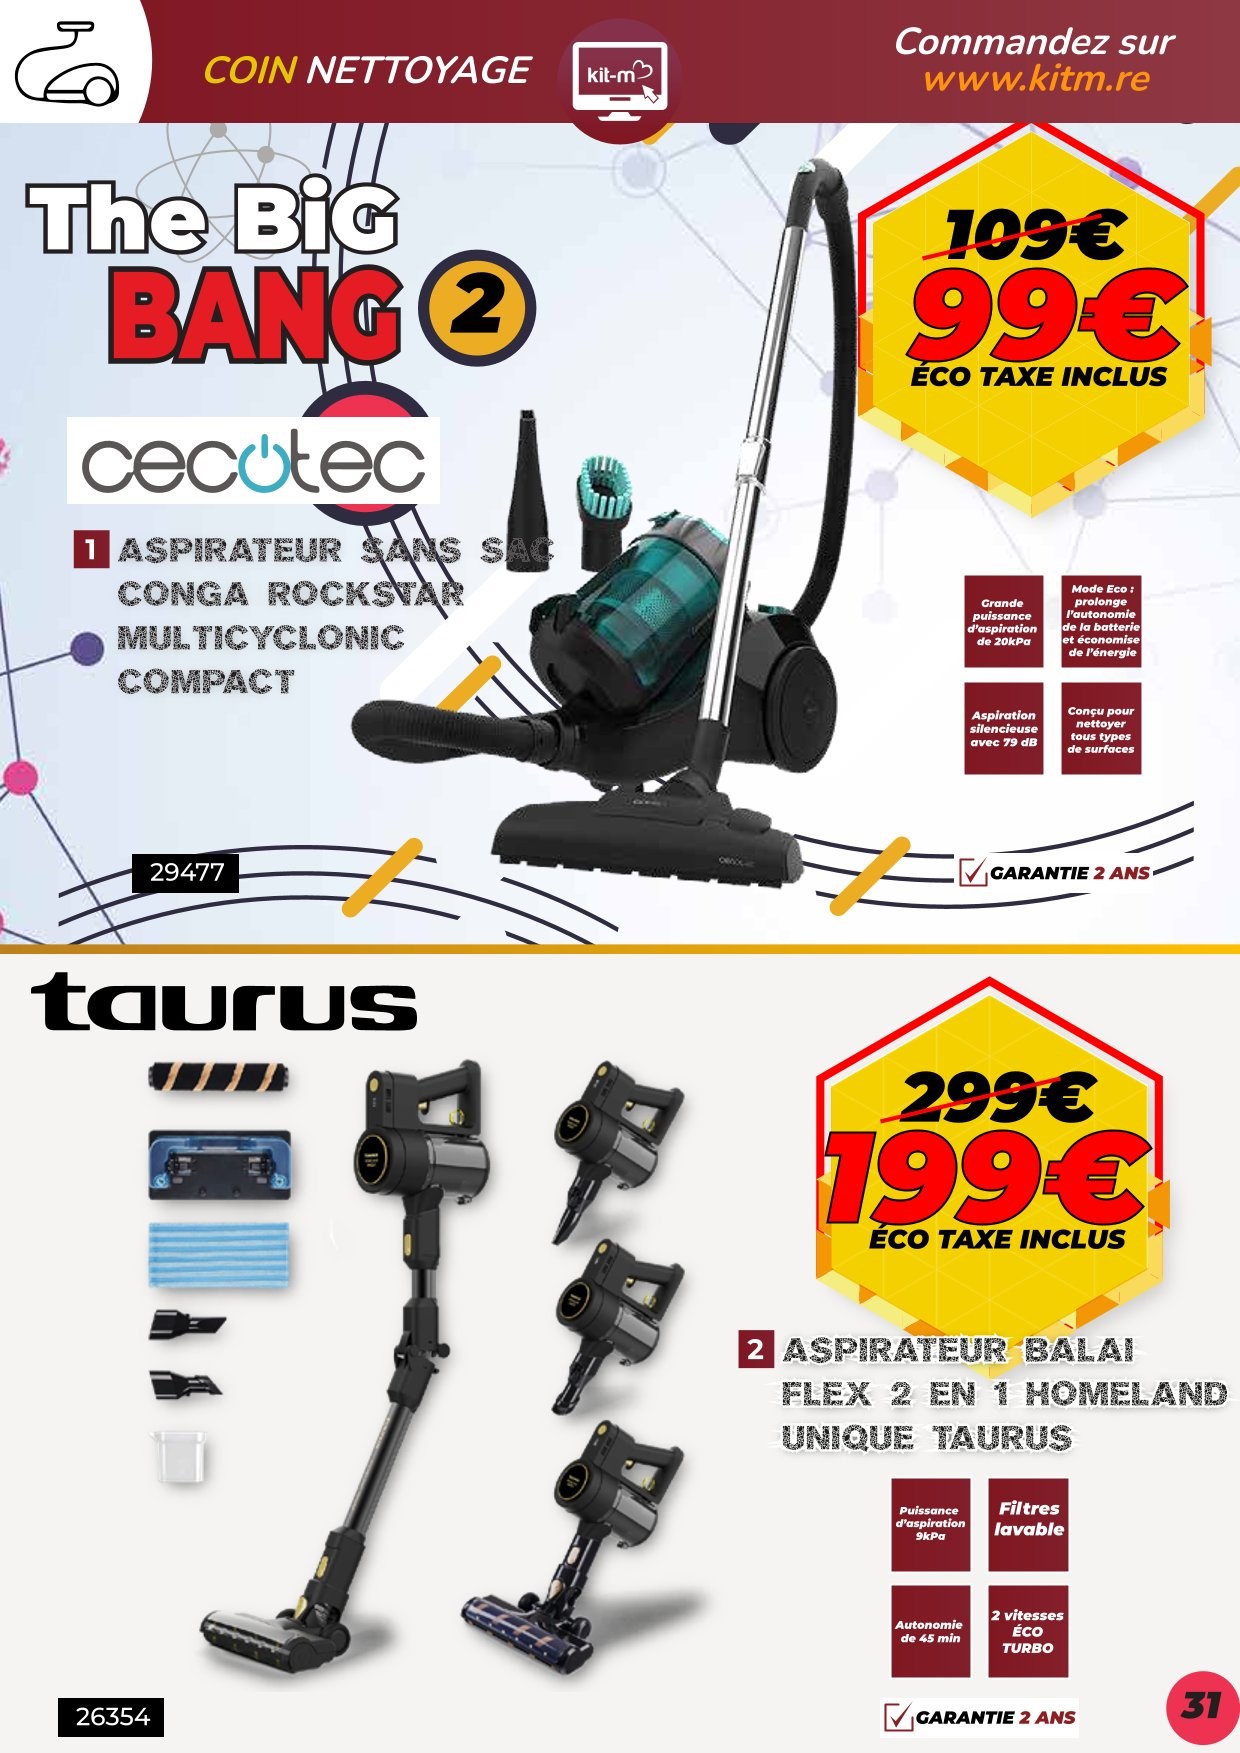 COIN NETTOYAGE
kit-m
Commandez sur
www.kitm.re
The BiG
BANG 2
109€
99€
ÉCO TAXE INCLUS
cecotec
1 ASPIRATEUR SANS SAC
CONGA ROCKSTAR
MULTICYCLONIC
COMPACT
Grande
puissance
d'aspiration
de 20kPa
Mode Eco :
prolonge
l'autonomie
de la batterie
et économise
de l'énergie
Aspiration
silencieuse
avec 79 dB
Conçu pour
nettoyer
tous types
de surfaces
29477
GARANTIE 2 ANS
taurus
299€
199€
ÉCO TAXE INCLUS
2 ASPIRATEUR BALAI
FLEX 2 EN 1 HOMELAND
UNIQUE TAURUS
Puissance
d'aspiration
9kPa
Filtres
lavable
Autonomie
de 45 min
2 vitesses
ÉCO
TURBO
26354
GARANTIE 2 ANS
31